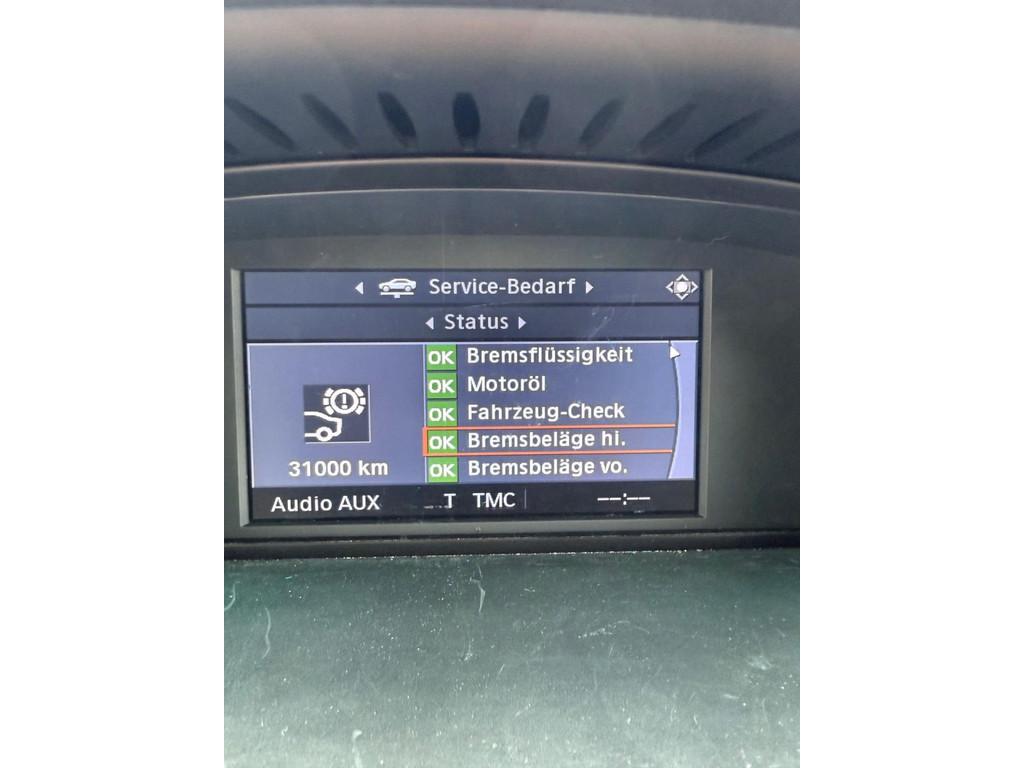 Service-Bedarf
Status
OK Bremsflüssigkeit
OK Motoröl
OK Fahrzeug-Check
OK Bremsbeläge hi.
OK Bremsbeläge vo.
31000 km
Audio AUX T TMC --:--